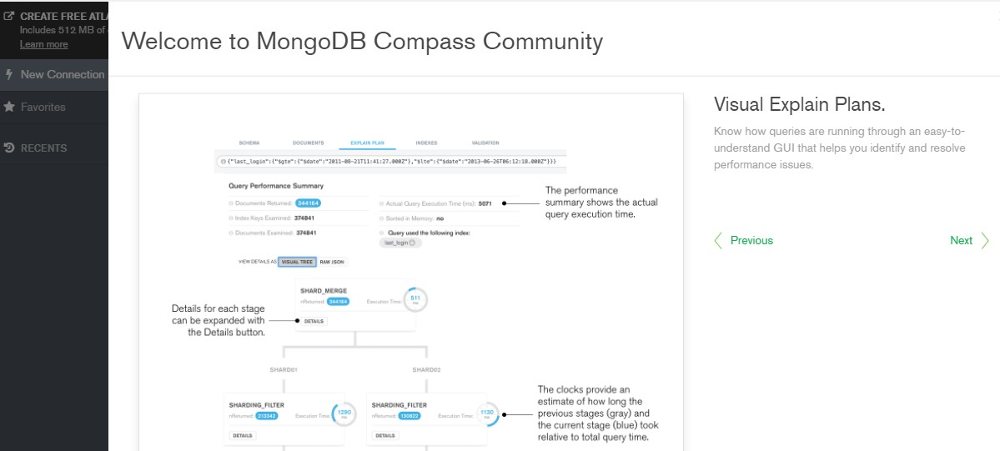 CREATE FREE ATLA
Includes 512 MB of
Learn more
New Connection
Favorites
RECENTS
Welcome to MongoDB Compass Community
SCHEMA DOCUMENTS EXPLAIN PLAN INDEXES VALIDATION
{"last_login":{"$gte":{"$date":"2011-08-21T11:41:27.000Z"},"$lte":{"$date":"2013-06-26T06:12:18.000Z"}}}
Query Performance Summary
Documents Returned: 344164
Index Keys Examined: 374841
Documents Examined: 374841
Actual Query Execution Time (ms): 5071
Sorted in Memory: no
Query used the following index:
last_login
The performance
summary shows the actual
query execution time.
VIEW DETAILS AS VISUAL TREE RAW JSON
SHARD_MERGE
nReturned: 344164 Execution Time: 511 ms
DETAILS
Details for each stage
can be expanded with
the Details button.
SHARD01 SHARD02
SHARDING_FILTER
nReturned: 213342 Execution Time: 1290 ms
DETAILS
SHARDING_FILTER
nReturned: 130822 Execution Time: 1130 ms
DETAILS
The clocks provide an
estimate of how long the
previous stages (gray) and
the current stage (blue) took
relative to total query time.
Visual Explain Plans.
Know how queries are running through an easy-to-
understand GUI that helps you identify and resolve
performance issues.
Previous Next